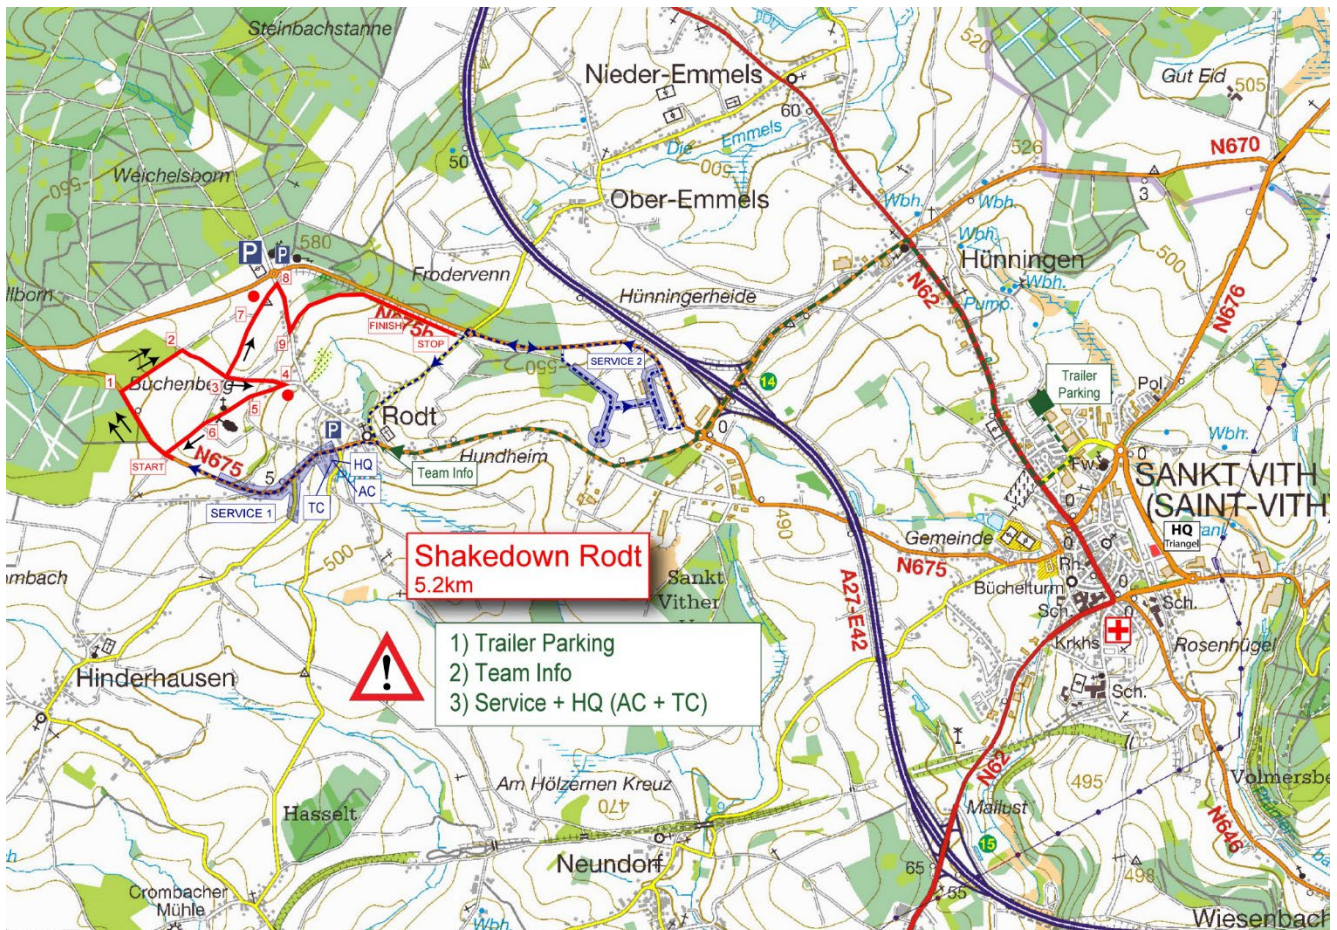 Steinbachstanne
Nieder-Emmels
520
Gut Eid
505
60
Die
Emmels
550
526
N670
50
550
Weichelsborn
Ober-Emmels
Wbh.
Wbh.
3
P
P
580
Wbh.
Frodervenn
Hünningen
500
8
Hünningerheide
N62
Pump.
Wbh.
N676
7
N675b
FINISH
STOP
2
9
SERVICE 2
550
1
Buchenberg
3
4
14
Trailer
Parking
5
Pol.
6
Rodt
P
0
Wbh.
START
N675
5
Hundheim
Team Info
Fw.
0
HQ
AC
SERVICE 1
TC
SANKT VITH
(SAINT-VITH)
490
Gemeinde
HQ
Triangel
500
Shakedown Rodt
5.2km
N675
Rh.
Büchelturm
Sankt
Vither
A27-E42
Sch.
Sch.
Krkhs
Rosenhügel
1) Trailer Parking
2) Team Info
3) Service + HQ (AC + TC)
!
Hinderhausen
Sch.
N62
495
Am Hölzernen Kreuz
470
Mailust
Hasselt
N646
15
Neundorf
65
55
498
Crombacher
Mühle
Wbh.
Wiesenbach